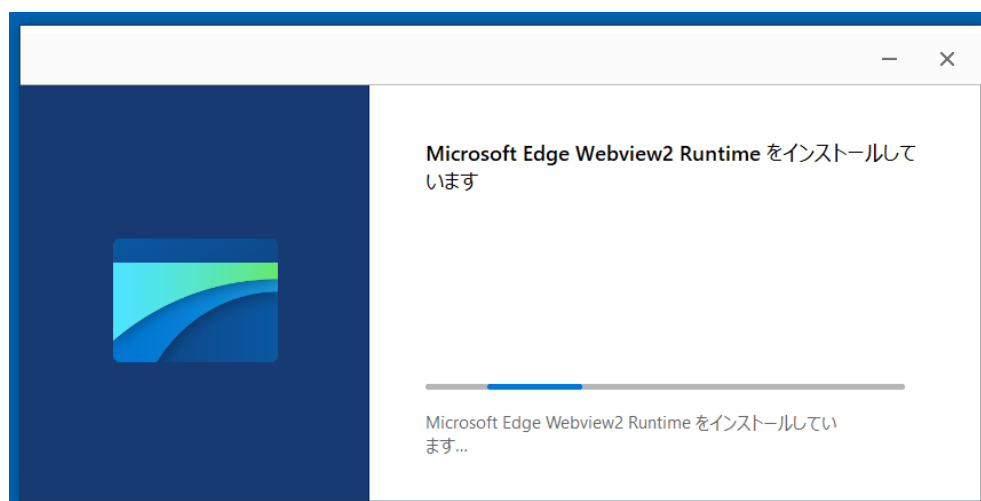 Microsoft Edge Webview2 Runtime をインストールして
います
Microsoft Edge Webview2 Runtime をインストールしてい
ます...